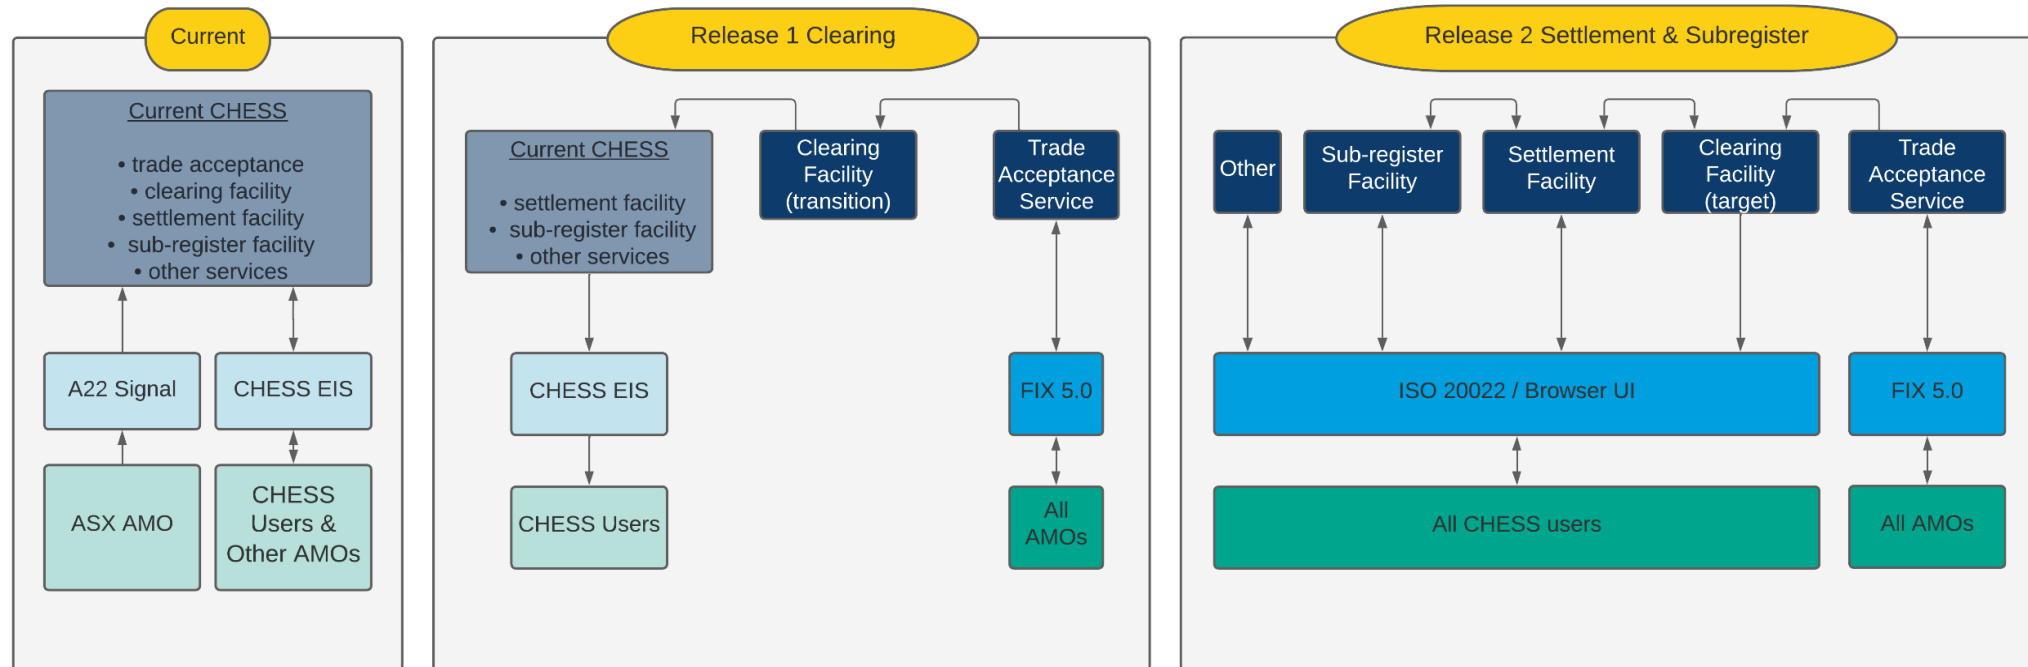 Current
Current CHESS
• trade acceptance
• clearing facility
• settlement facility
• sub-register facility
• other services
A22 Signal
CHESS EIS
ASX AMO
CHESS
Users &
Other AMOs
Release 1 Clearing
Current CHESS
• settlement facility
• sub-register facility
• other services
Clearing
Facility
(transition)
Trade
Acceptance
Service
CHESS EIS
FIX 5.0
CHESS Users
All
AMOs
Release 2 Settlement & Subregister
Other
Sub-register
Facility
Settlement
Facility
Clearing
Facility
(target)
Trade
Acceptance
Service
ISO 20022 / Browser UI
FIX 5.0
All CHESS users
All AMOs